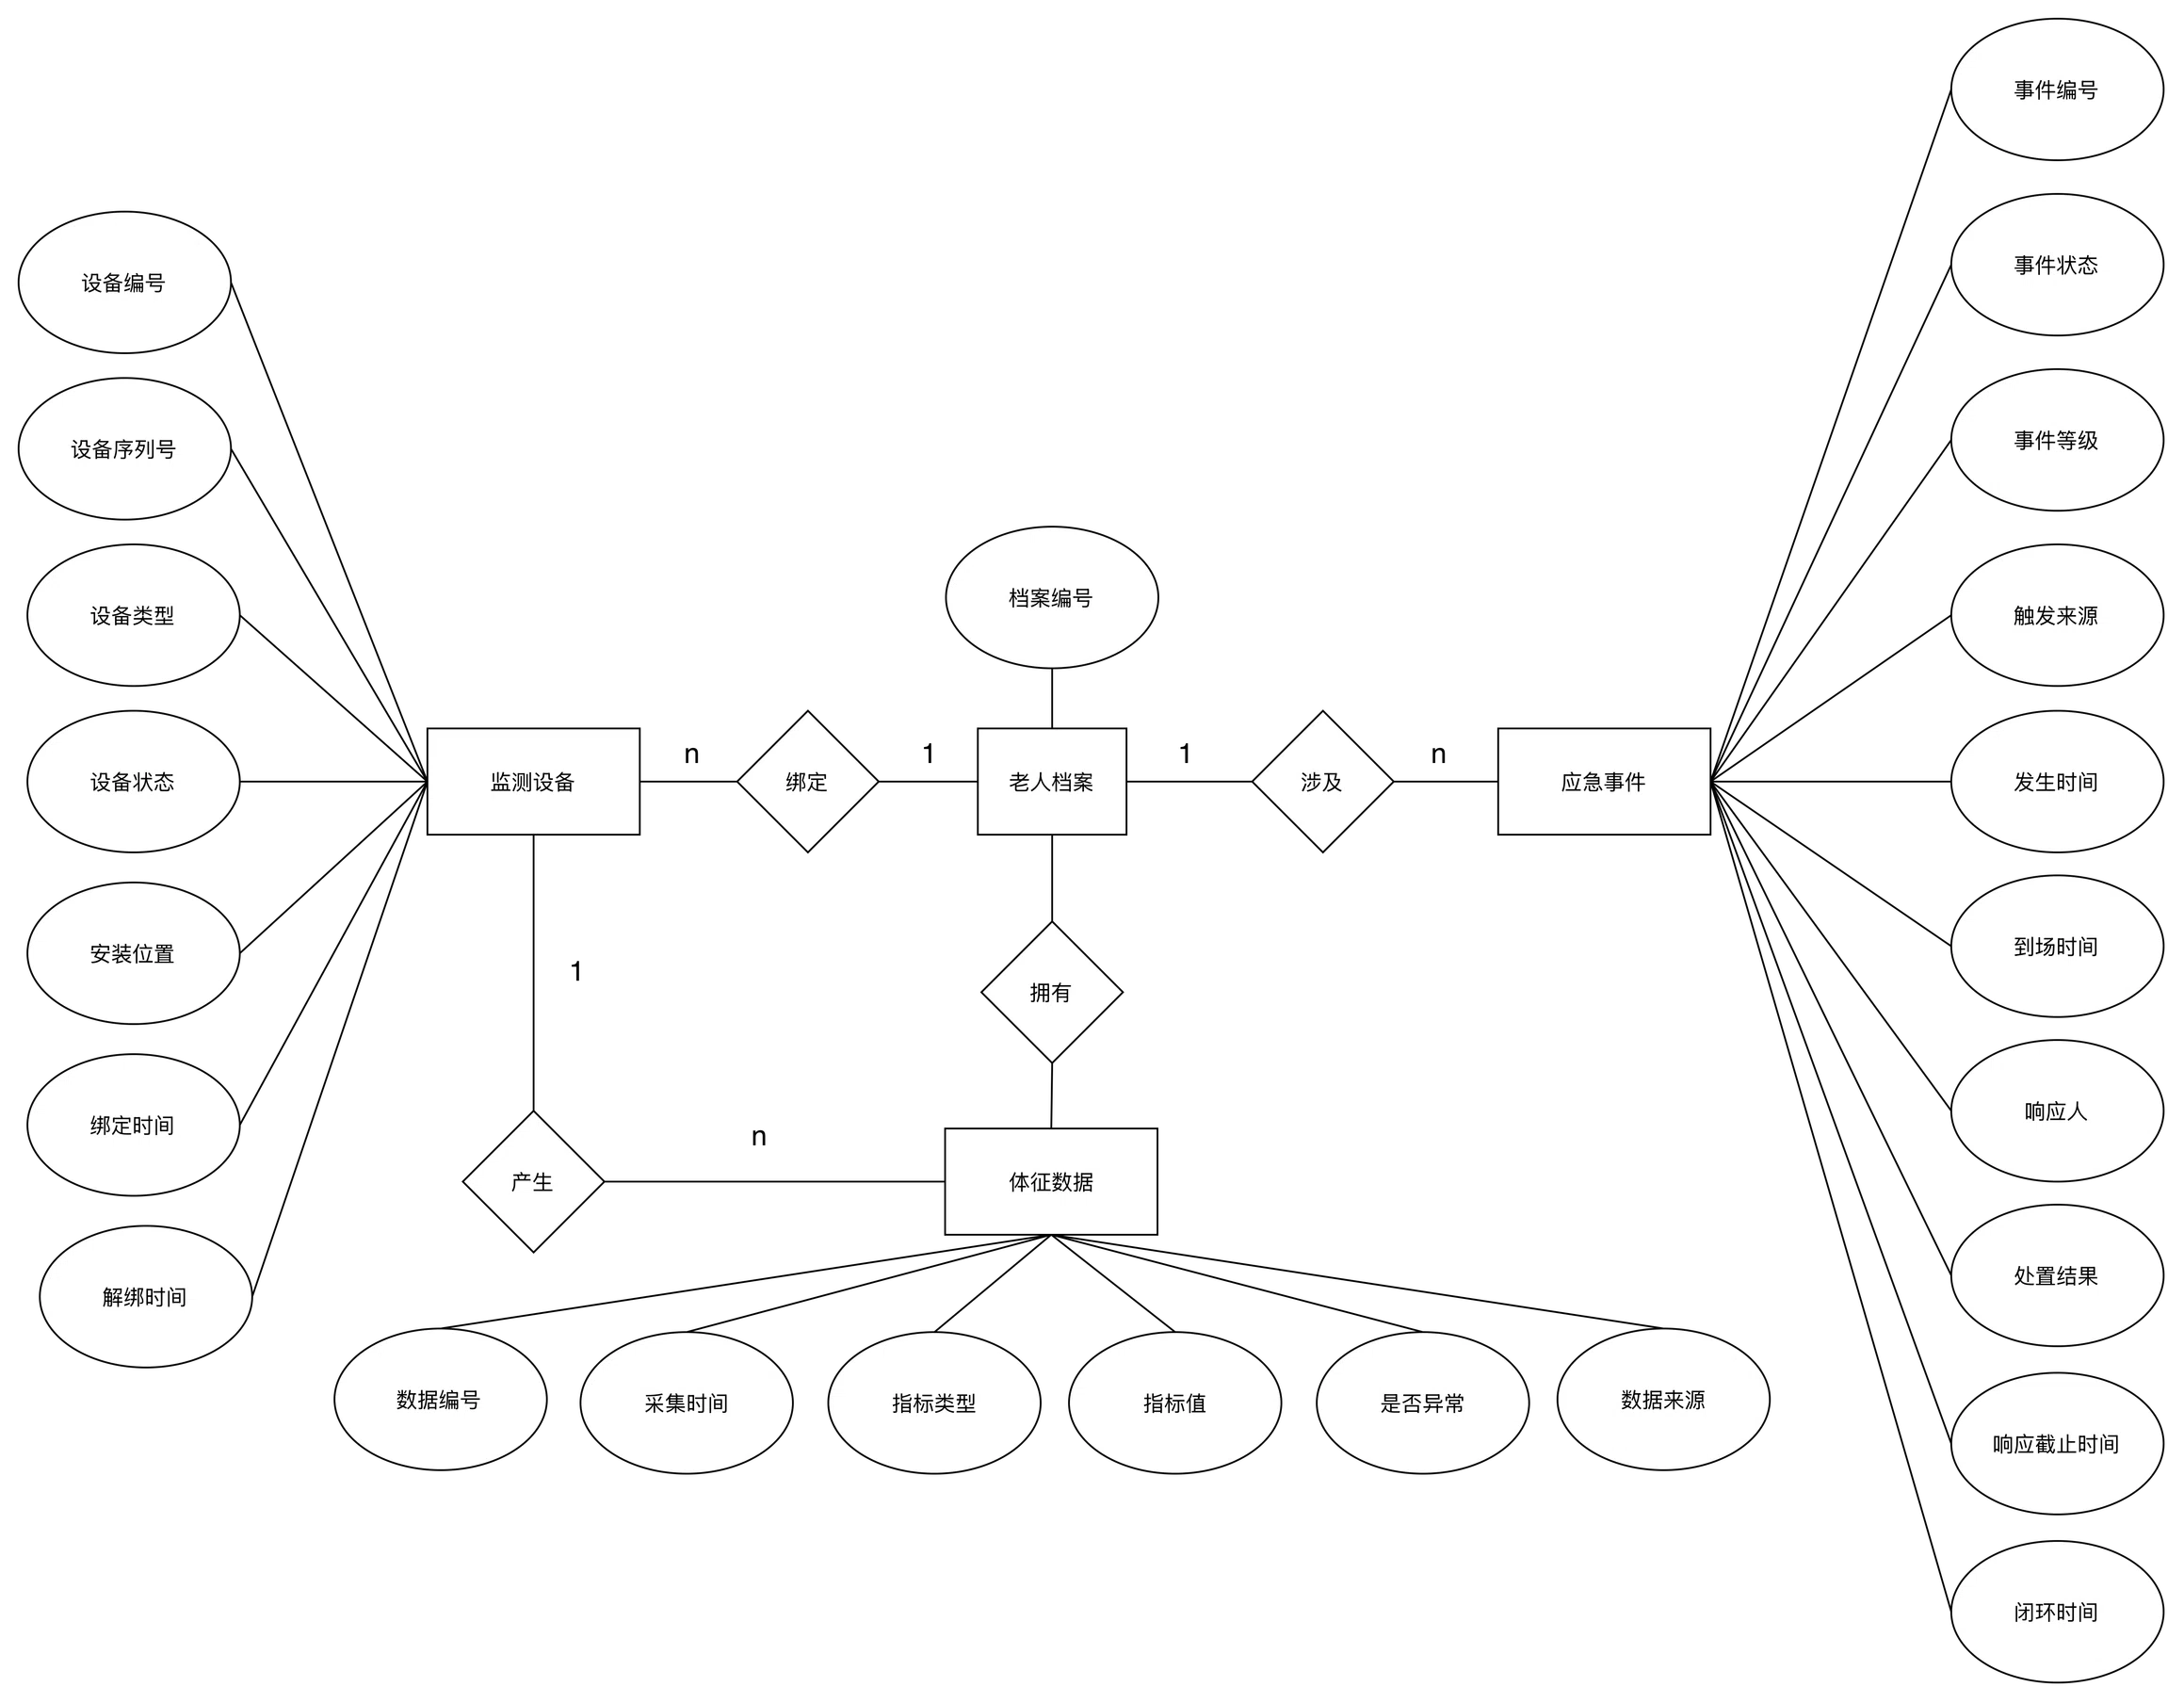 事件编号
事件状态
设备编号
事件等级
设备序列号
档案编号
设备类型
触发来源
n
1
1
n
设备状态
监测设备
绑定
老人档案
涉及
应急事件
发生时间
到场时间
安装位置
1
拥有
响应人
绑定时间
n
产生
体征数据
处置结果
解绑时间
数据编号
采集时间
指标类型
指标值
是否异常
数据来源
响应截止时间
闭环时间